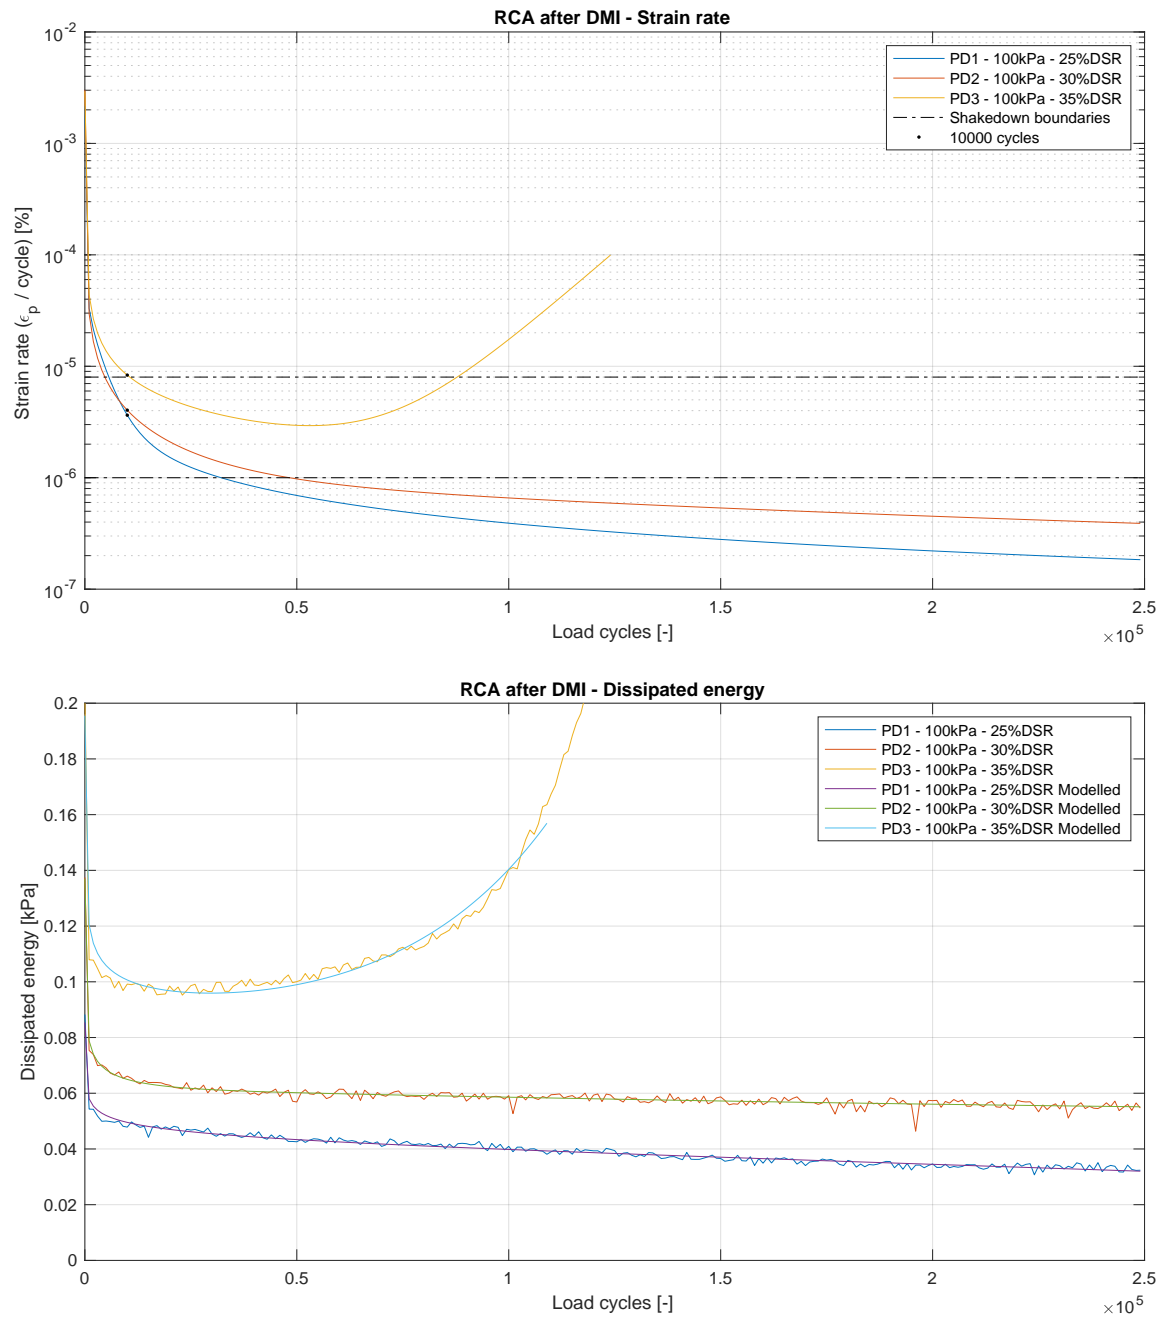 RCA after DMI - Strain rate
10^-2
10^-3
10^-4
10^-5
10^-6
10^-7
Strain rate (ϵ_p / cycle) [%]
PD1 - 100kPa - 25%DSR
PD2 - 100kPa - 30%DSR
PD3 - 100kPa - 35%DSR
Shakedown boundaries
10000 cycles
0 0.5 1 1.5 2 2.5
Load cycles [-]
×10^5
RCA after DMI - Dissipated energy
0.2
0.18
0.16
0.14
0.12
0.1
0.08
0.06
0.04
0.02
0
Dissipated energy [kPa]
PD1 - 100kPa - 25%DSR
PD2 - 100kPa - 30%DSR
PD3 - 100kPa - 35%DSR
PD1 - 100kPa - 25%DSR Modelled
PD2 - 100kPa - 30%DSR Modelled
PD3 - 100kPa - 35%DSR Modelled
0 0.5 1 1.5 2 2.5
Load cycles [-]
×10^5